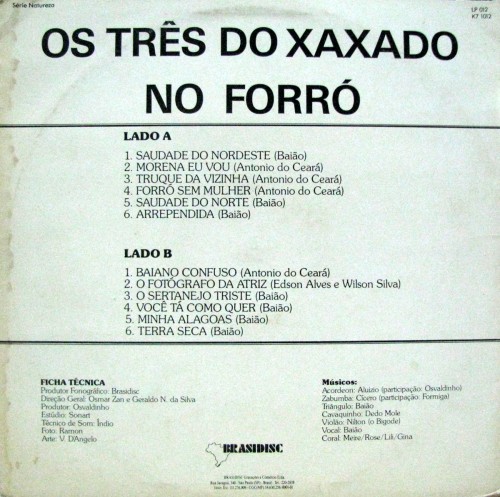 Série Natureza
LP 012
K7 1012
OS TRÊS DO XAXADO
NO FORRÓ
LADO A
1. SAUDADE DO NORDESTE (Baião)
2. MORENA EU VOU (Antonio do Ceará)
3. TRUQUE DA VIZINHA (Antonio do Ceará)
4. FORRÓ SEM MULHER (Antonio do Ceará)
5. SAUDADE DO NORTE (Baião)
6. ARREPENDIDA (Baião)
LADO B
1. BAIANO CONFUSO (Antonio do Ceará)
2. O FOTÓGRAFO DA ATRIZ (Edson Alves e Wilson Silva)
3. O SERTANEJO TRISTE (Baião)
4. VOCÊ TÁ COMO QUER (Baião)
5. MINHA ALAGOAS (Baião)
6. TERRA SECA (Baião)
FICHA TÉCNICA
Produtor Fonográfico: Brasidisc
Direção Geral: Osmar Zan e Geraldo N. da Silva
Produtor: Osvaldinho
Estúdio: Sonart
Técnico de Som: Índio
Foto: Ramon
Arte: V. D'Angelo
Músicos:
Acordeon: Aluízo (participação: Osvaldinho)
Zabumba: Cícero (participação: Formiga)
Triângulo: Baião
Cavaquinho: Dedo Mole
Violão: Nilton (o Bigode)
Vocal: Baião
Coral: Meire/Rose/Lili/Gina
BRASIDISC